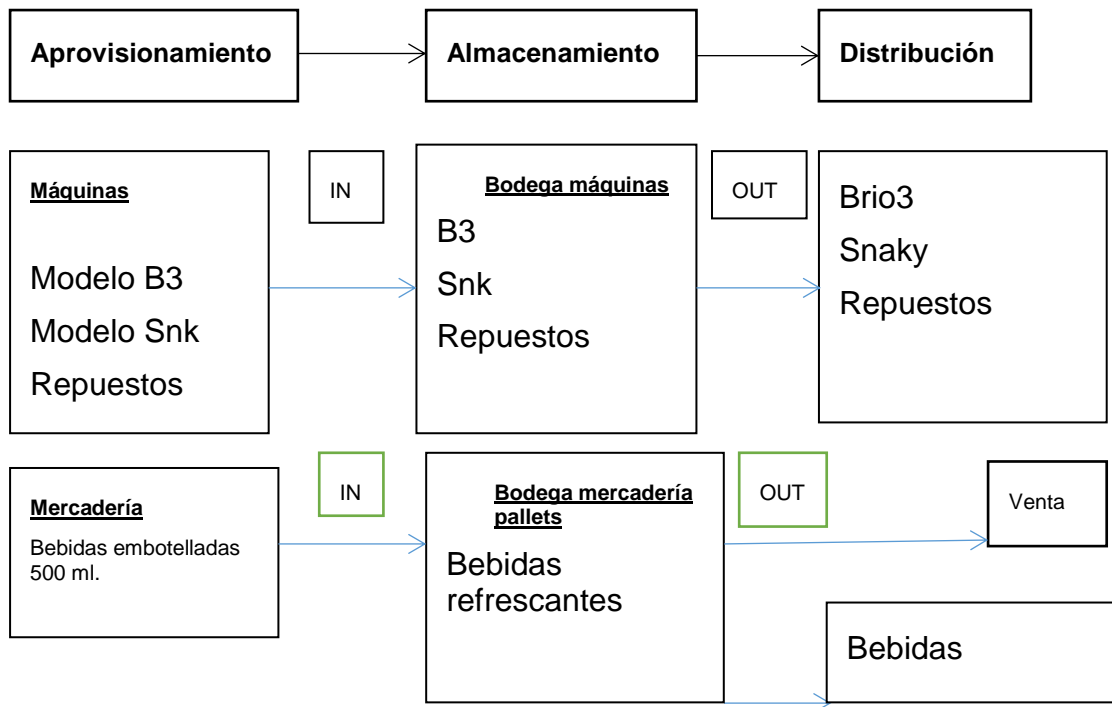 Aprovisionamiento
Almacenamiento
Distribución
Máquinas
Modelo B3
Modelo Snk
Repuestos
IN
Bodega máquinas
B3
Snk
Repuestos
OUT
Brio3
Snaky
Repuestos
Mercadería
Bebidas embotelladas
500 ml.
IN
Bodega mercadería
pallets
Bebidas
refrescantes
OUT
Venta
Bebidas